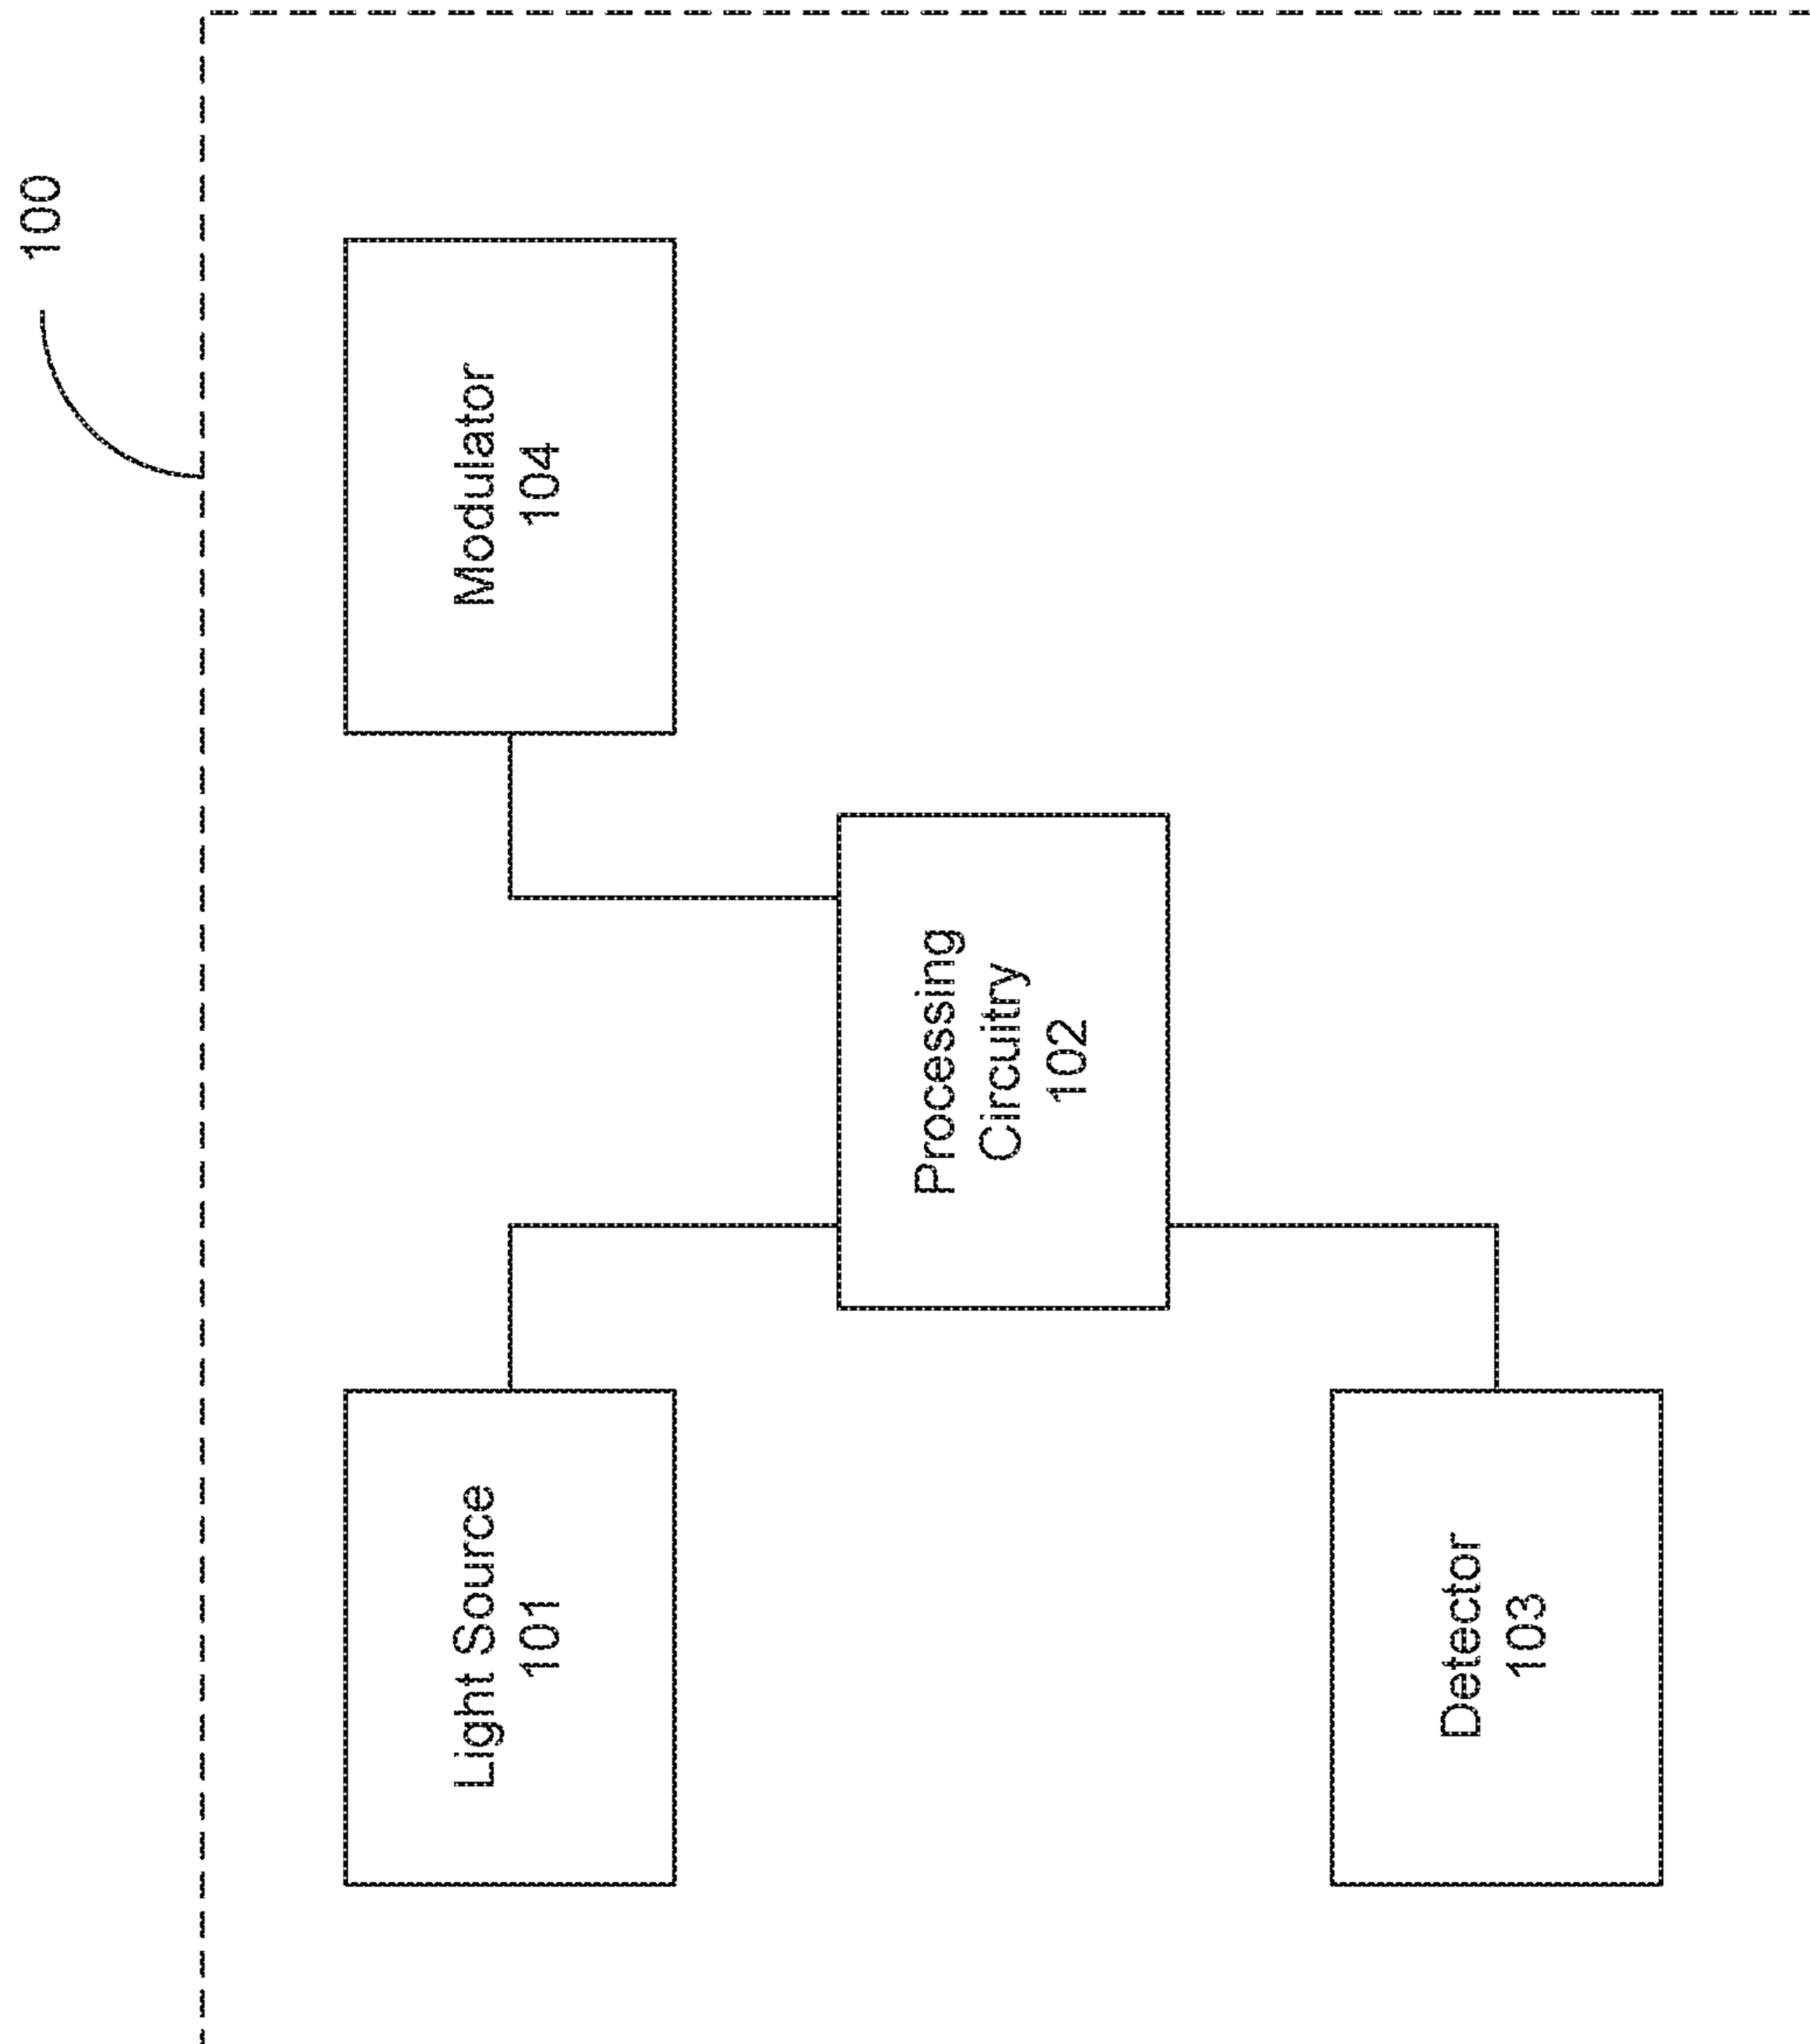 100
Light Source
101
Modulator
104
Processing
Circuitry
102
Detector
103